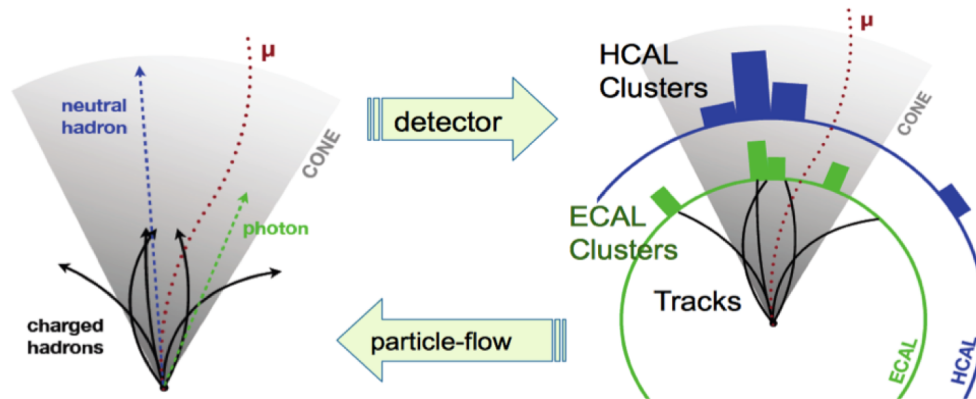 μ
neutral
hadron
CONE
photon
charged
hadrons
detector
particle-flow
μ
HCAL
Clusters
CONE
ECAL
Clusters
Tracks
ECAL
HCAL